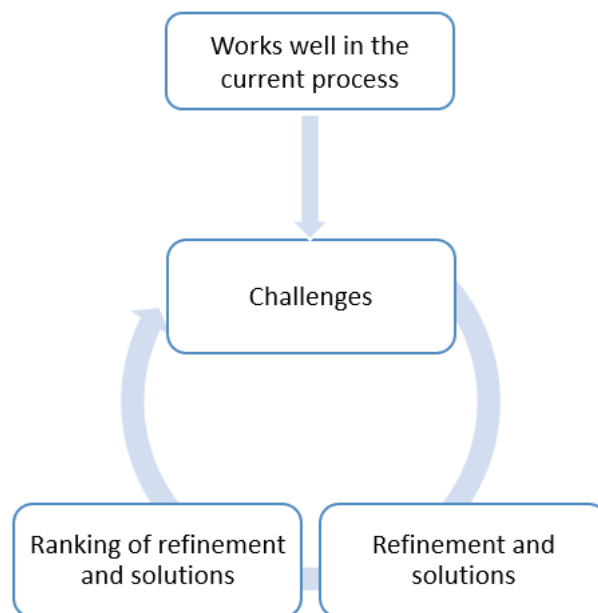 Works well in the
current process
Challenges
Ranking of refinement
and solutions
Refinement and
solutions